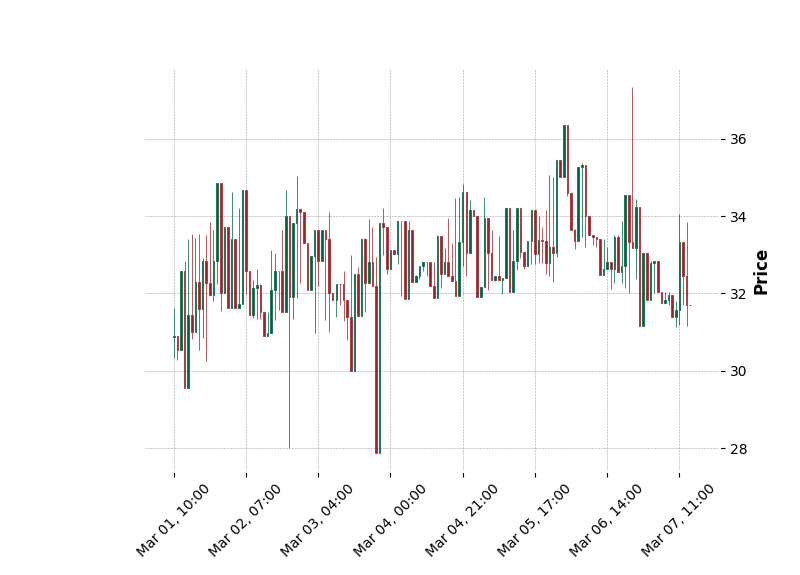 36
34
32
30
28
Price
Mar 01, 10:00
Mar 02, 07:00
Mar 03, 04:00
Mar 04, 00:00
Mar 04, 21:00
Mar 05, 17:00
Mar 06, 14:00
Mar 07, 11:00